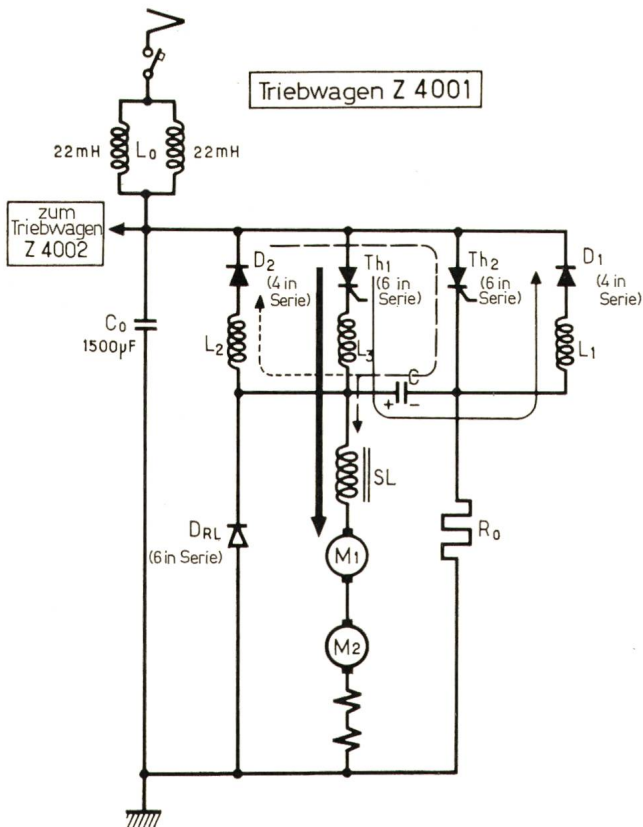 Triebwagen Z 4001
22mH L₀ 22mH
zum
Triebwagen
Z 4002
D₂
(4 in
Serie)
Th₁
(6 in
Serie)
Th₂
(6 in
Serie)
D₁
(4 in
Serie)
C₀
1500µF
L₂
L₃
L₁
C
+ −
SL
D_RL
(6 in Serie)
M₁
R₀
M₂